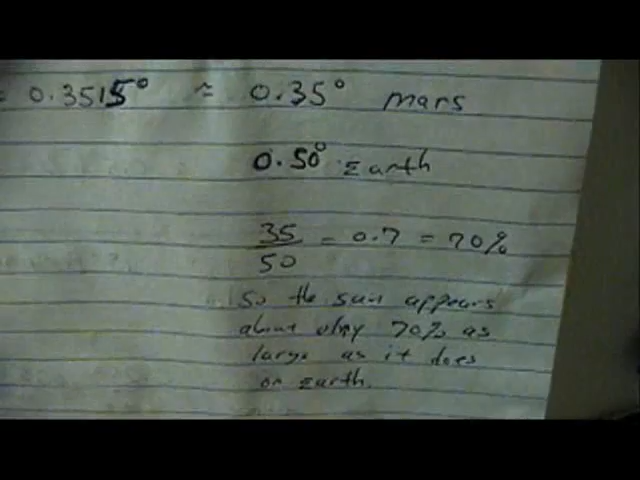 = 0.3515° ≈ 0.35° mars
0.50° Earth
35
50
= 0.7 = 70%
So the sun appears
about only 70% as
large as it does
on Earth.